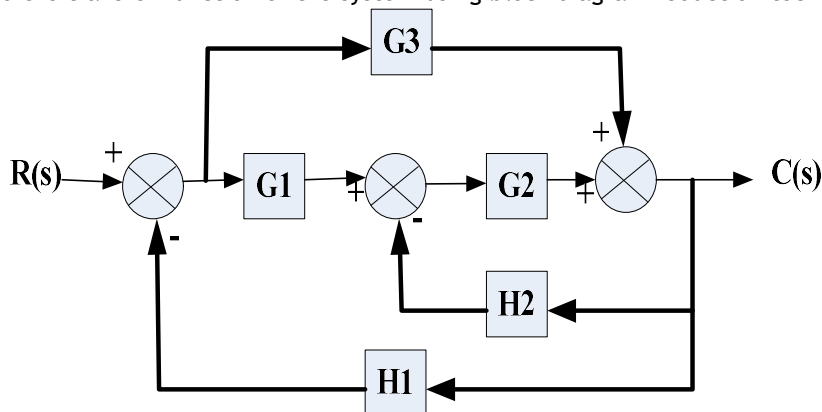 G3
+
+
R(s)
G1
+
G2
+
C(s)
-
-
H2
H1